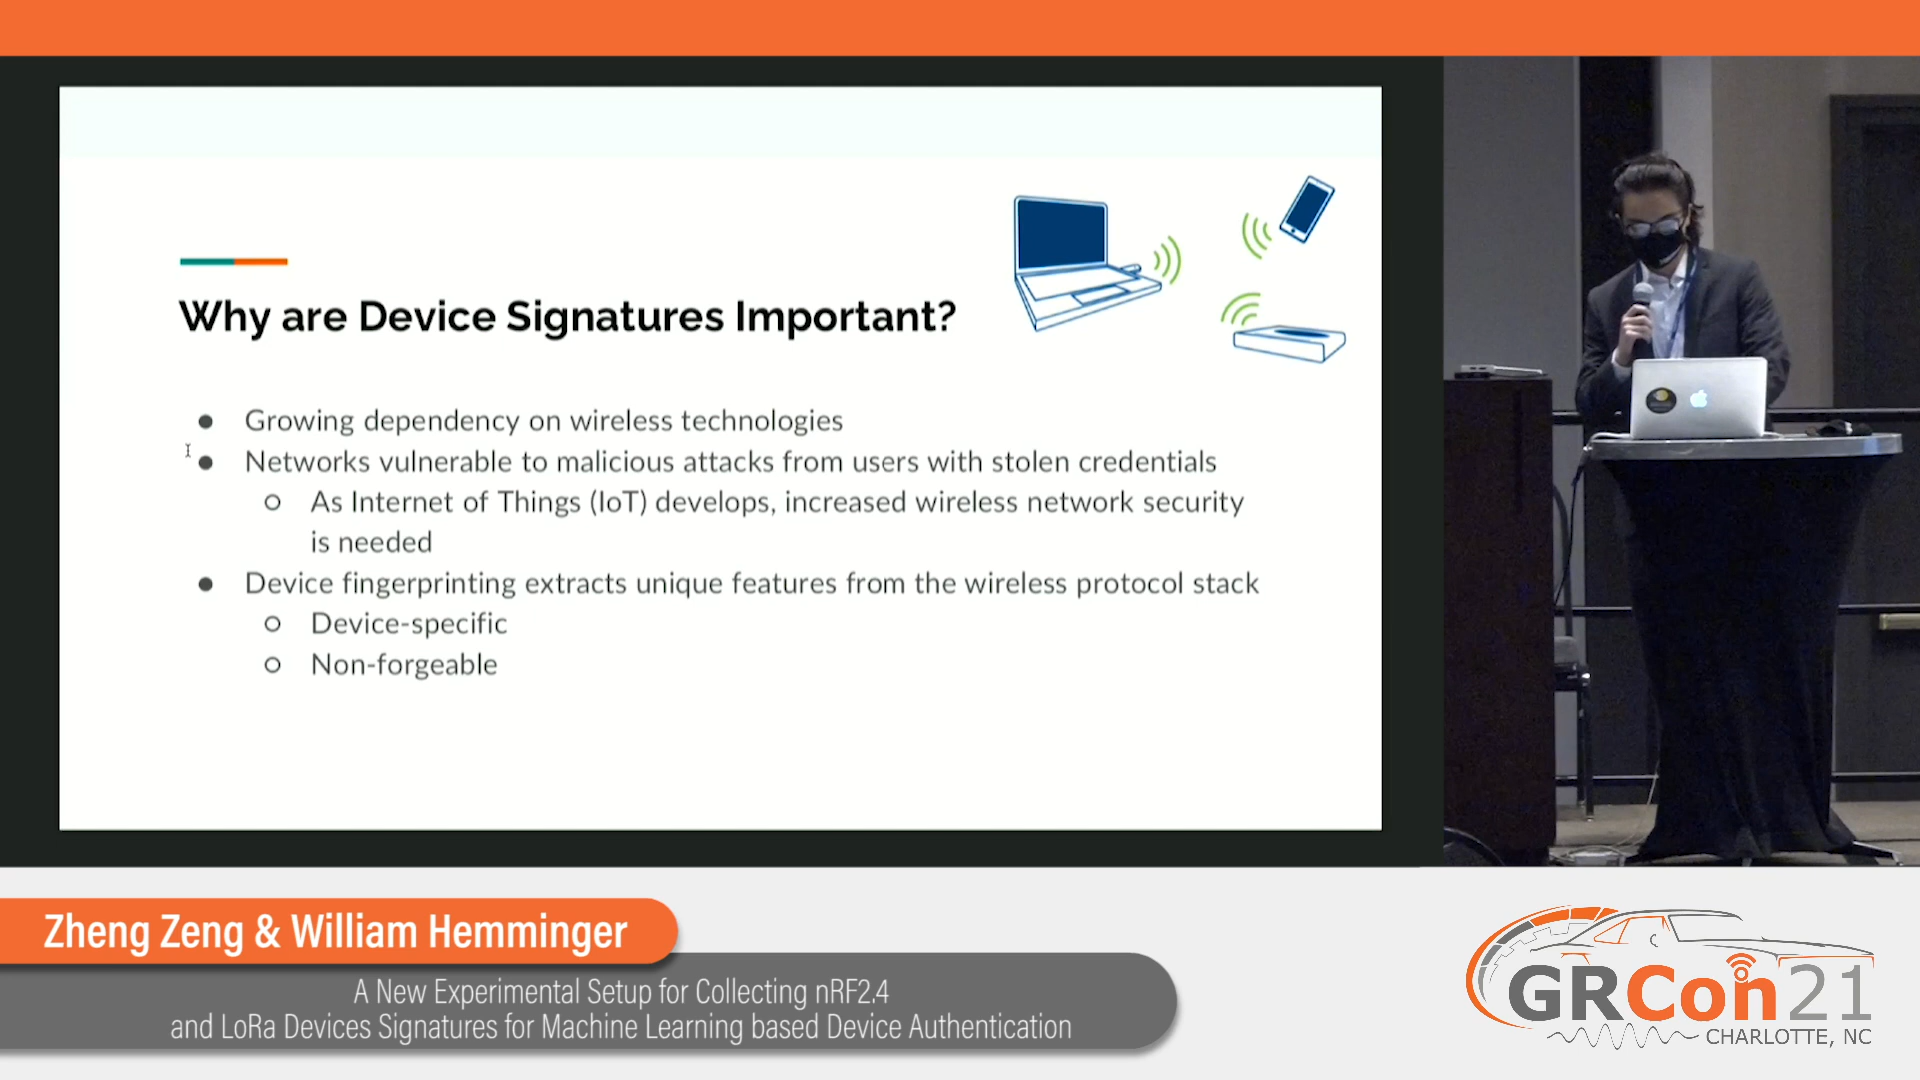 Why are Device Signatures Important?
● Growing dependency on wireless technologies
● Networks vulnerable to malicious attacks from users with stolen credentials
○ As Internet of Things (IoT) develops, increased wireless network security
is needed
● Device fingerprinting extracts unique features from the wireless protocol stack
○ Device-specific
○ Non-forgeable
Zheng Zeng & William Hemminger
A New Experimental Setup for Collecting nRF2.4
and LoRa Devices Signatures for Machine Learning based Device Authentication
GRCon21
CHARLOTTE, NC